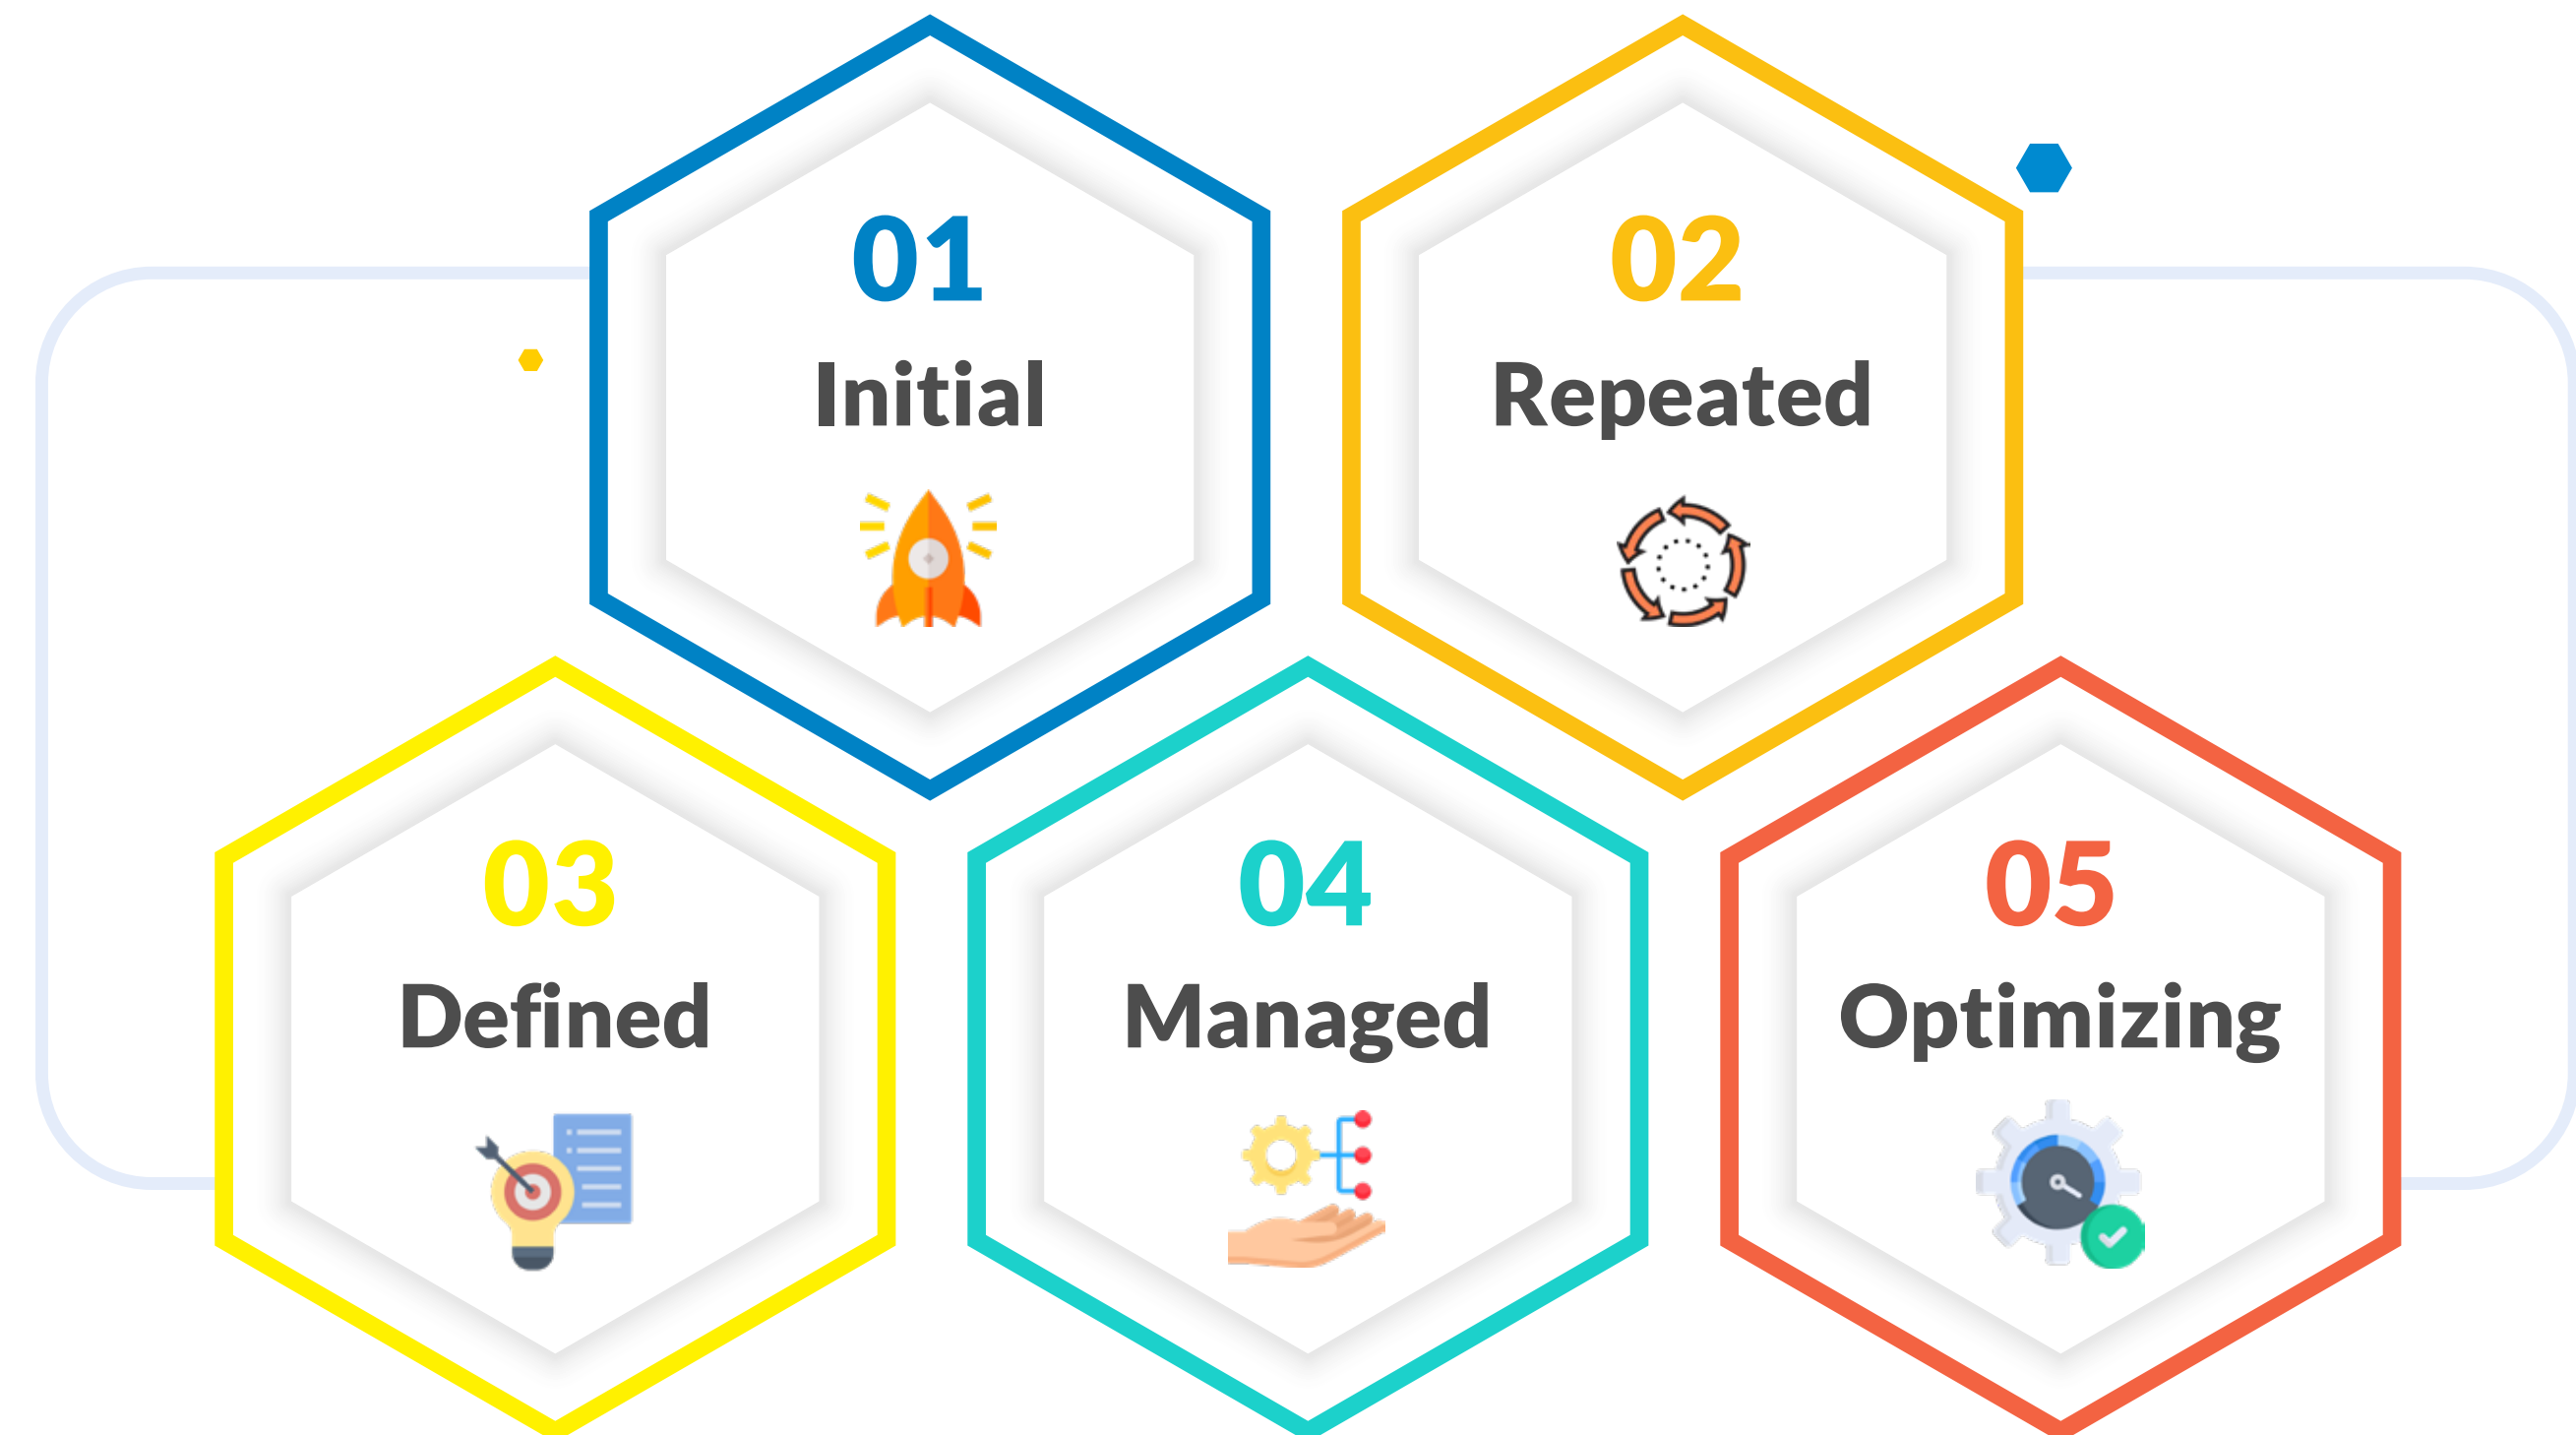 01
Initial
02
Repeated
03
Defined
04
Managed
05
Optimizing